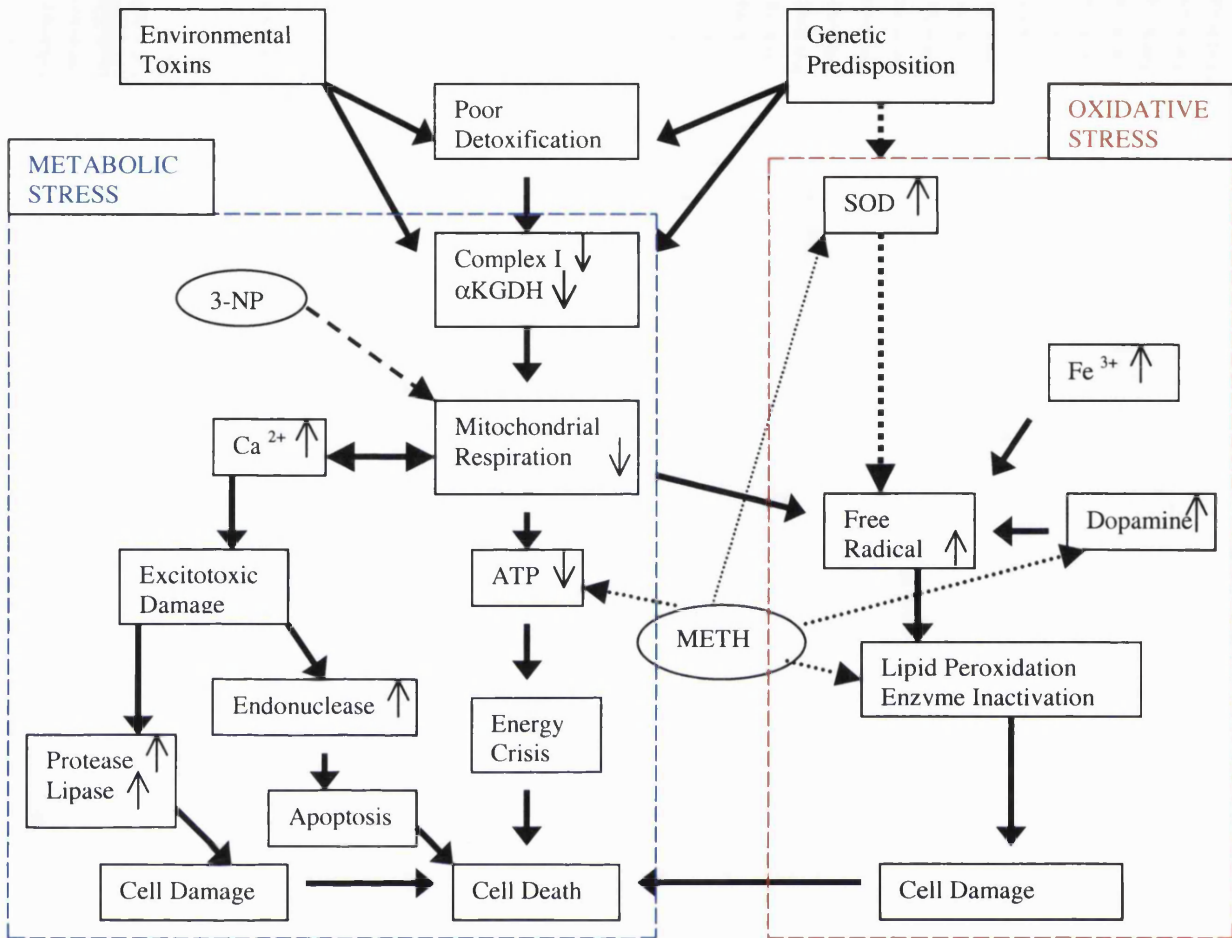 Environmental
Toxins
Genetic
Predisposition
Poor
Detoxification
OXIDATIVE
STRESS
METABOLIC
STRESS
SOD ↑
Complex I ↓
αKGDH ↓
3-NP
Fe 3+ ↑
Ca 2+ ↑
Mitochondrial
Respiration ↓
Free
Radical ↑
Dopamine ↑
Excitotoxic
Damage
ATP ↓
METH
Lipid Peroxidation
Enzyme Inactivation
Endonuclease ↑
Energy
Crisis
Protease ↑
Lipase ↑
Apoptosis
Cell Damage
Cell Death
Cell Damage